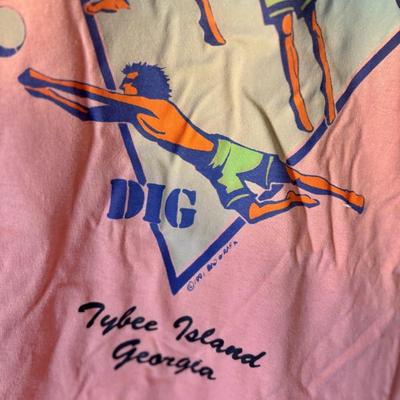 DIG
Tybee Island
Georgia